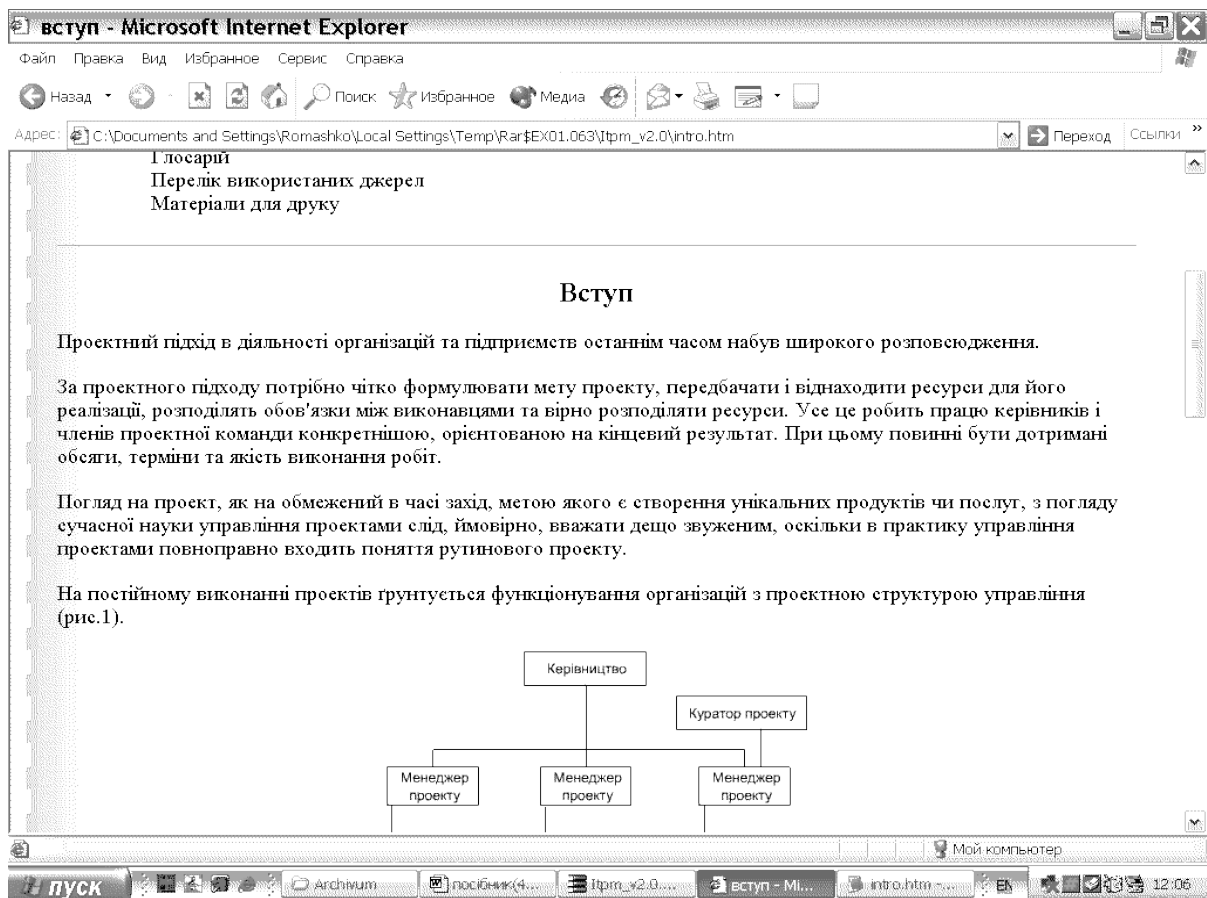 вступ - Microsoft Internet Explorer
Файл Правка Вид Избранное Сервис Справка
Назад Поиск Избранное Медиа
Адрес: C:\Documents and Settings\Romashko\Local Settings\Temp\Rar$EX01.063\Itpm_v2.0\intro.htm Переход Ссылки »
Глосарій
Перелік використаних джерел
Матеріали для друку
Вступ
Проектний підхід в діяльності організацій та підприємств останнім часом набув широкого розповсюдження.
За проектного підходу потрібно чітко формулювати мету проекту, передбачати і віднаходити ресурси для його
реалізації, розподілять обов'язки між виконавцями та вірно розподіляти ресурси. Усе це робить працю керівників і
членів проектної команди конкретнішою, орієнтованою на кінцевий результат. При цьому повинні бути дотримані
обсяги, терміни та якість виконання робіт.
Погляд на проект, як на обмежений в часі захід, метою якого є створення унікальних продуктів чи послуг, з погляду
сучасної науки управління проектами слід, ймовірно, вважати дещо звуженим, оскільки в практику управління
проектами повноправно входить поняття рутинового проекту.
На постійному виконанні проектів ґрунтується функціонування організацій з проектною структурою управління
(рис.1).
Керівництво
Куратор проекту
Менеджер
проекту
Менеджер
проекту
Менеджер
проекту
Мой компьютер
пуск Archivum посібник(4... Itpm_v2.0.... вступ - Mi... intro.htm -... EN 12:06